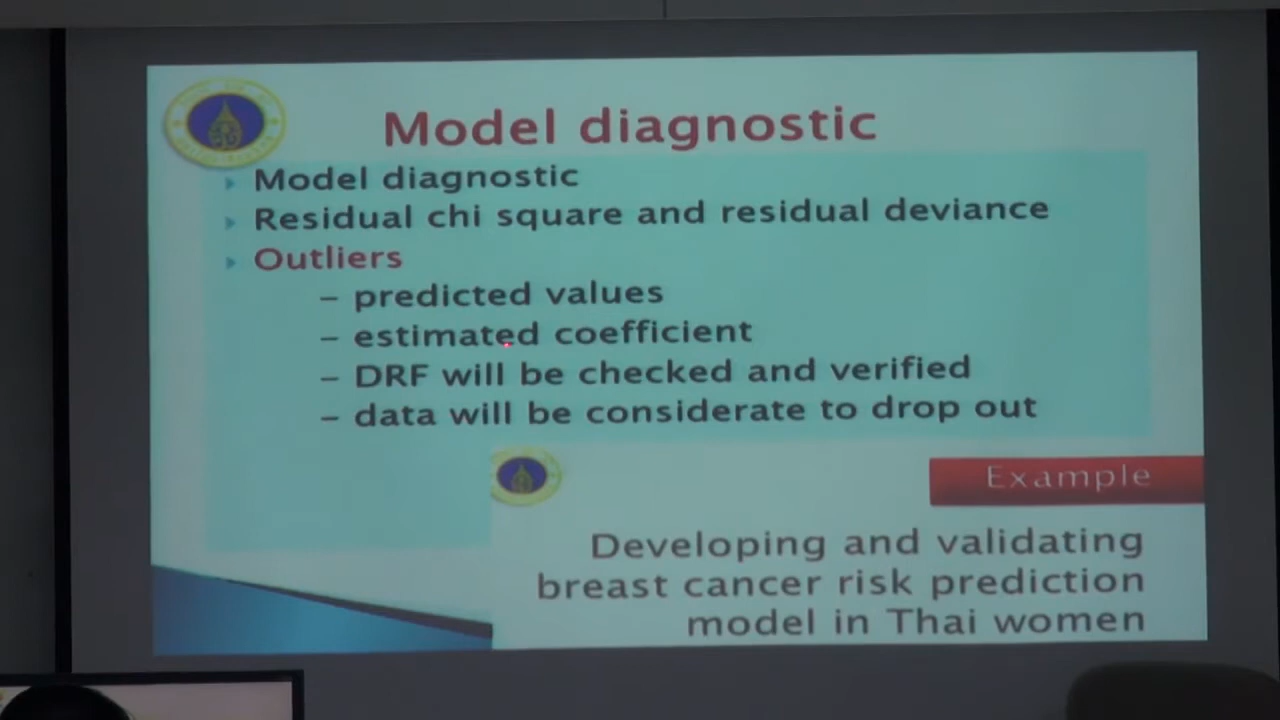 Model diagnostic
Model diagnostic
Residual chi square and residual deviance
Outliers
– predicted values
– estimated coefficient
– DRF will be checked and verified
– data will be considerate to drop out
Example
Developing and validating
breast cancer risk prediction
model in Thai women